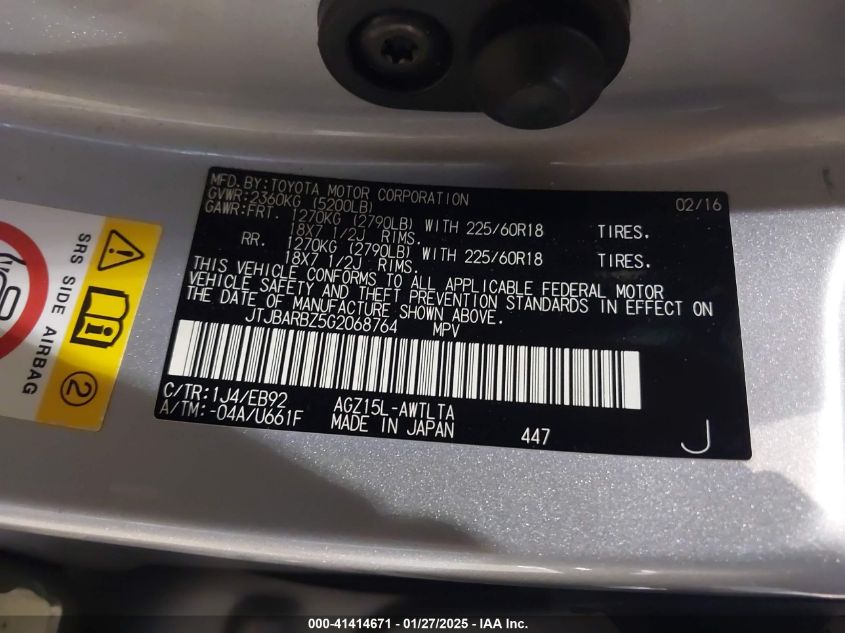 MFD.BY:TOYOTA MOTOR CORPORATION 02/16
GVWR:2360KG (5200LB)
GAWR:FRT. 1270KG (2790LB) WITH 225/60R18 TIRES.
18X7 1/2J RIMS.
RR. 1270KG (2790LB) WITH 225/60R18 TIRES.
18X7 1/2J RIMS.
THIS VEHICLE CONFORMS TO ALL APPLICABLE FEDERAL MOTOR
VEHICLE SAFETY AND THEFT PREVENTION STANDARDS IN EFFECT ON
THE DATE OF MANUFACTURE SHOWN ABOVE.
JTJBARBZ5G2068764 MPV
C/TR:1J4/EB92 AGZ15L-AWTLTA
A/TM:-04A/U661F MADE IN JAPAN 447 J
SRS SIDE AIRBAG
2
000-41414671 - 01/27/2025 - IAA Inc.